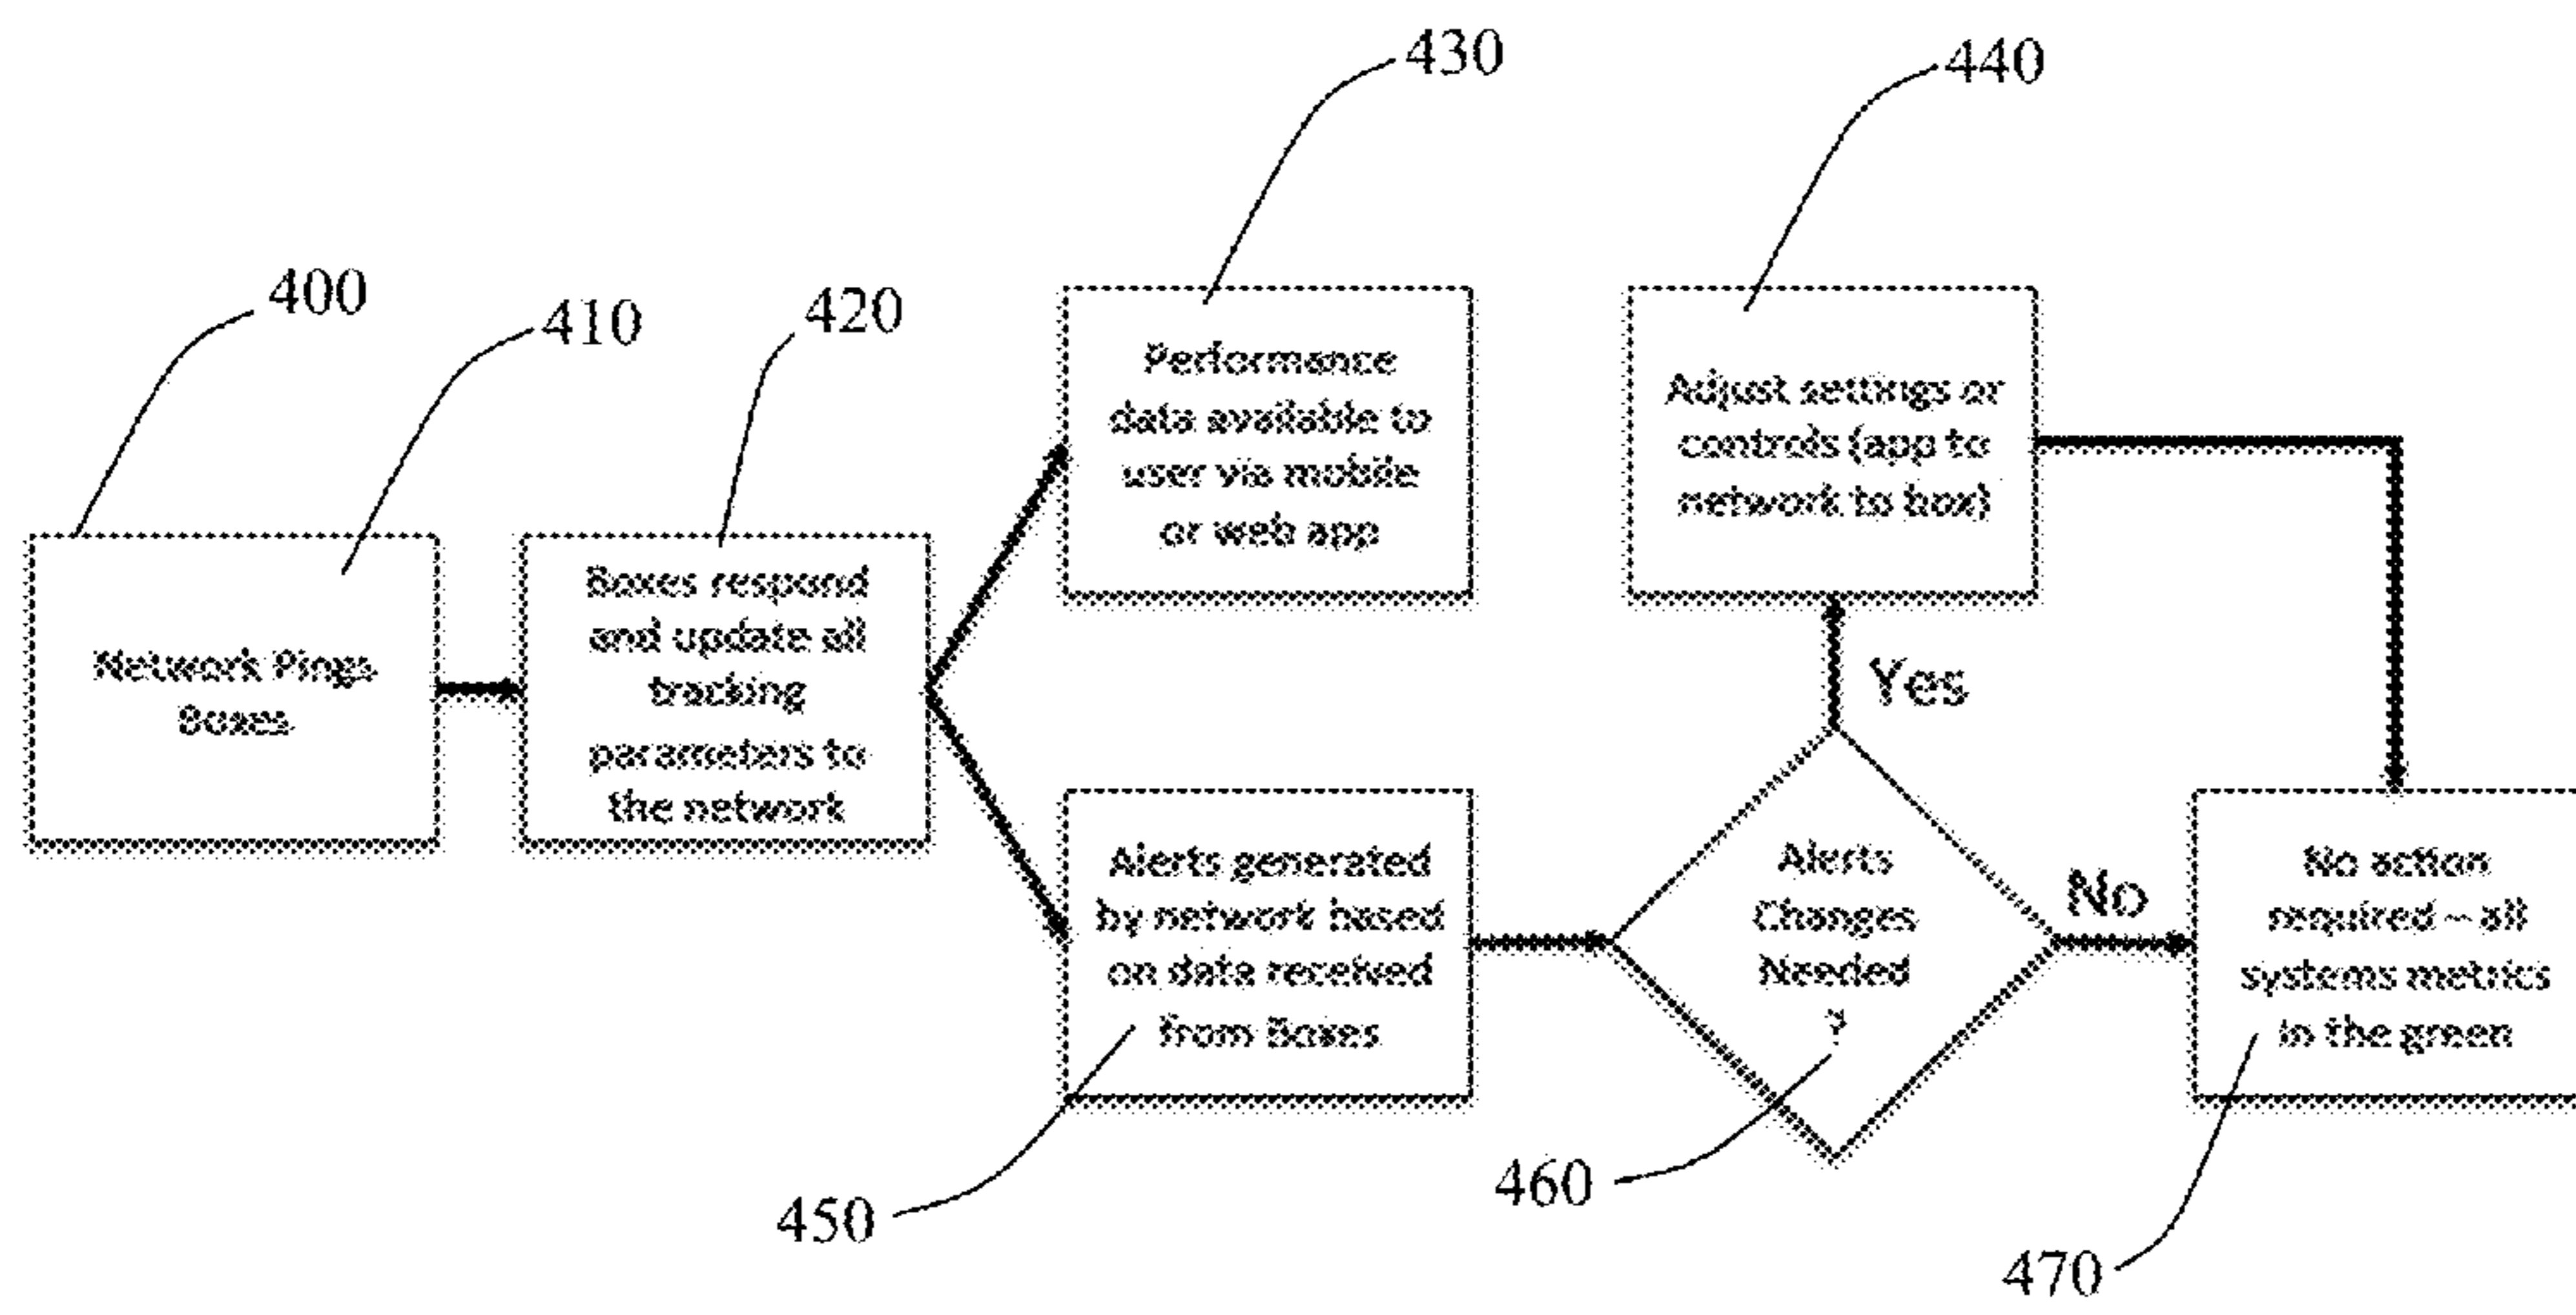 430
440
400
410
420
Performance
data available to
user via mobile
or web app
Adjust settings or
controls (app to
network to box)
Network Pings
Boxes
Boxes respond
and update all
tracking
parameters to
the network
Yes
Alerts generated
by network based
on data received
from Boxes
Alerts
Changes
Needed
?
No
No action
required – all
systems metrics
in the green
450
460
470